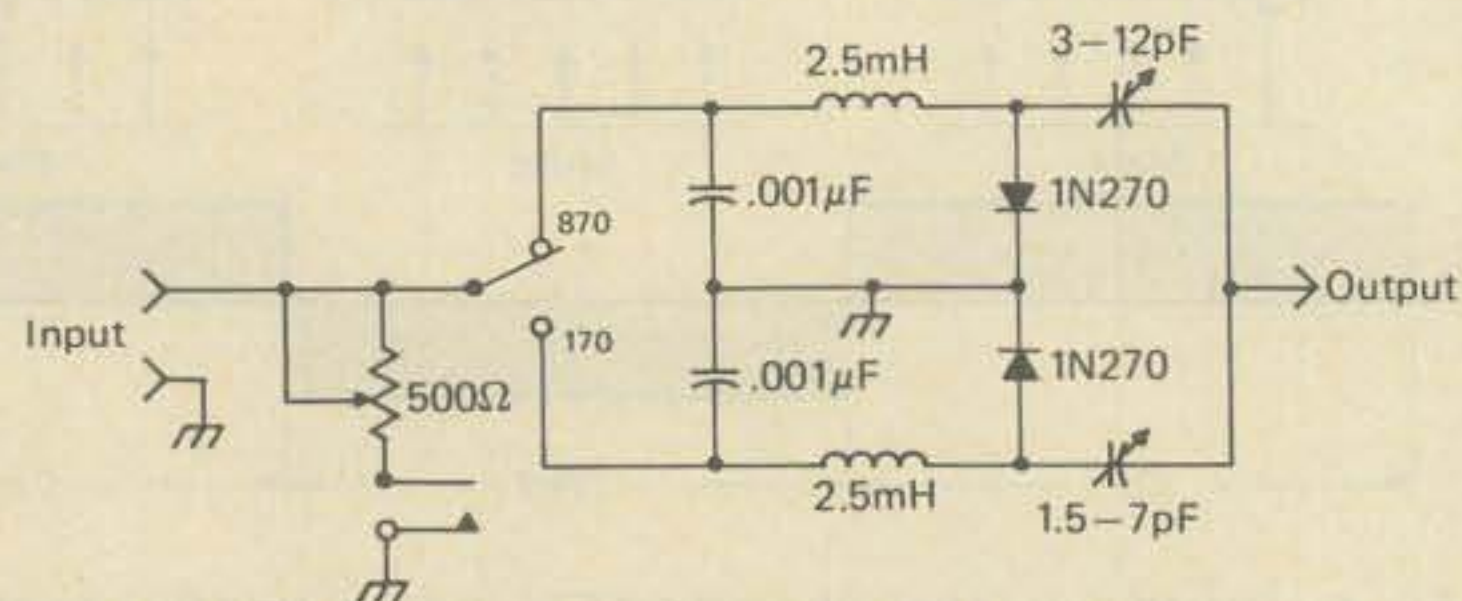 3–12pF
2.5mH
.001μF
1N270
870
Output
Input
170
.001μF
1N270
500Ω
2.5mH
1.5–7pF